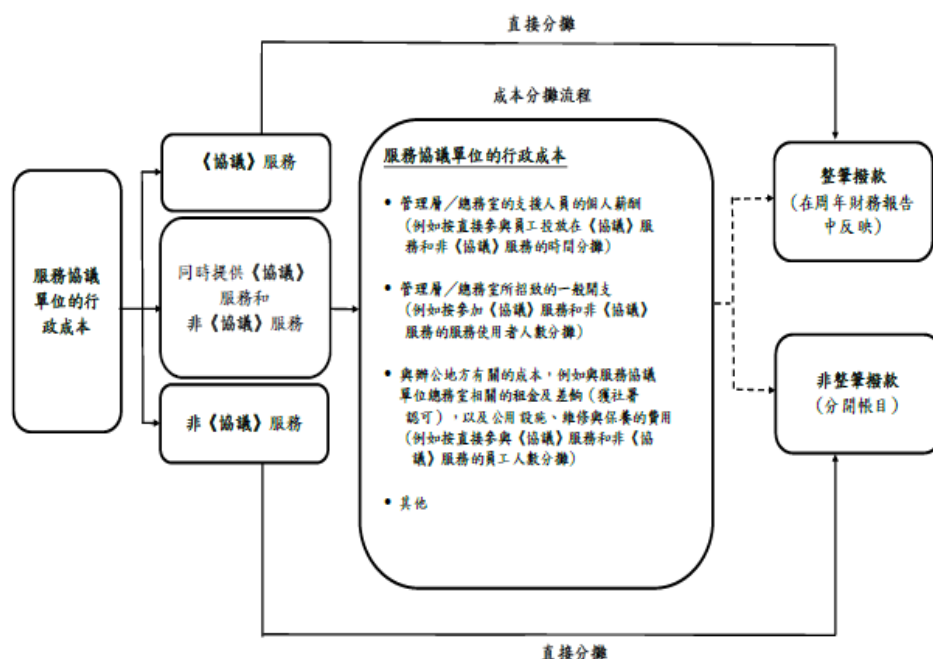 直接分攤
成本分攤流程
服務協議
單位的行
政成本
《協議》服務
同時提供《協議》
服務和
非《協議》服務
非《協議》服務
服務協議單位的行政成本
• 管理層／總務室的支援人員的個人薪酬
(例如按直接參與員工投放在《協議》服
務和非《協議》服務的時間分攤)
• 管理層／總務室所招致的一般開支
(例如按參加《協議》服務和非《協議》
服務的服務使用者人數分攤)
• 與辦公地方有關的成本，例如與服務協議
單位總務室相關的租金及差餉(獲社署
認可)，以及公用設施、維修與保養的費用
(例如按直接參與《協議》服務和非《協
議》服務的員工人數分攤)
• 其他
整筆撥款
(在周年財務報告
中反映)
非整筆撥款
(分開帳目)
直接分攤